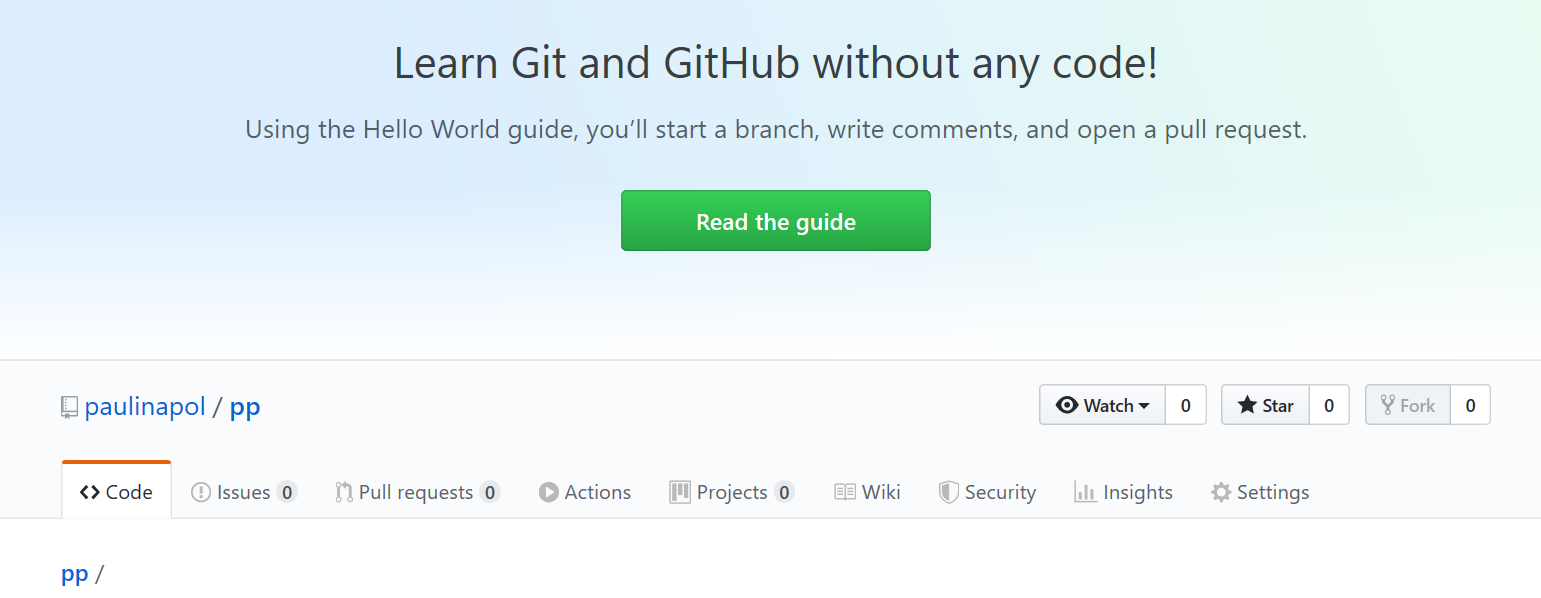 Learn Git and GitHub without any code!
Using the Hello World guide, you’ll start a branch, write comments, and open a pull request.
Read the guide
paulinapol / pp Watch 0 Star 0 Fork 0
Code Issues 0 Pull requests 0 Actions Projects 0 Wiki Security Insights Settings
pp /